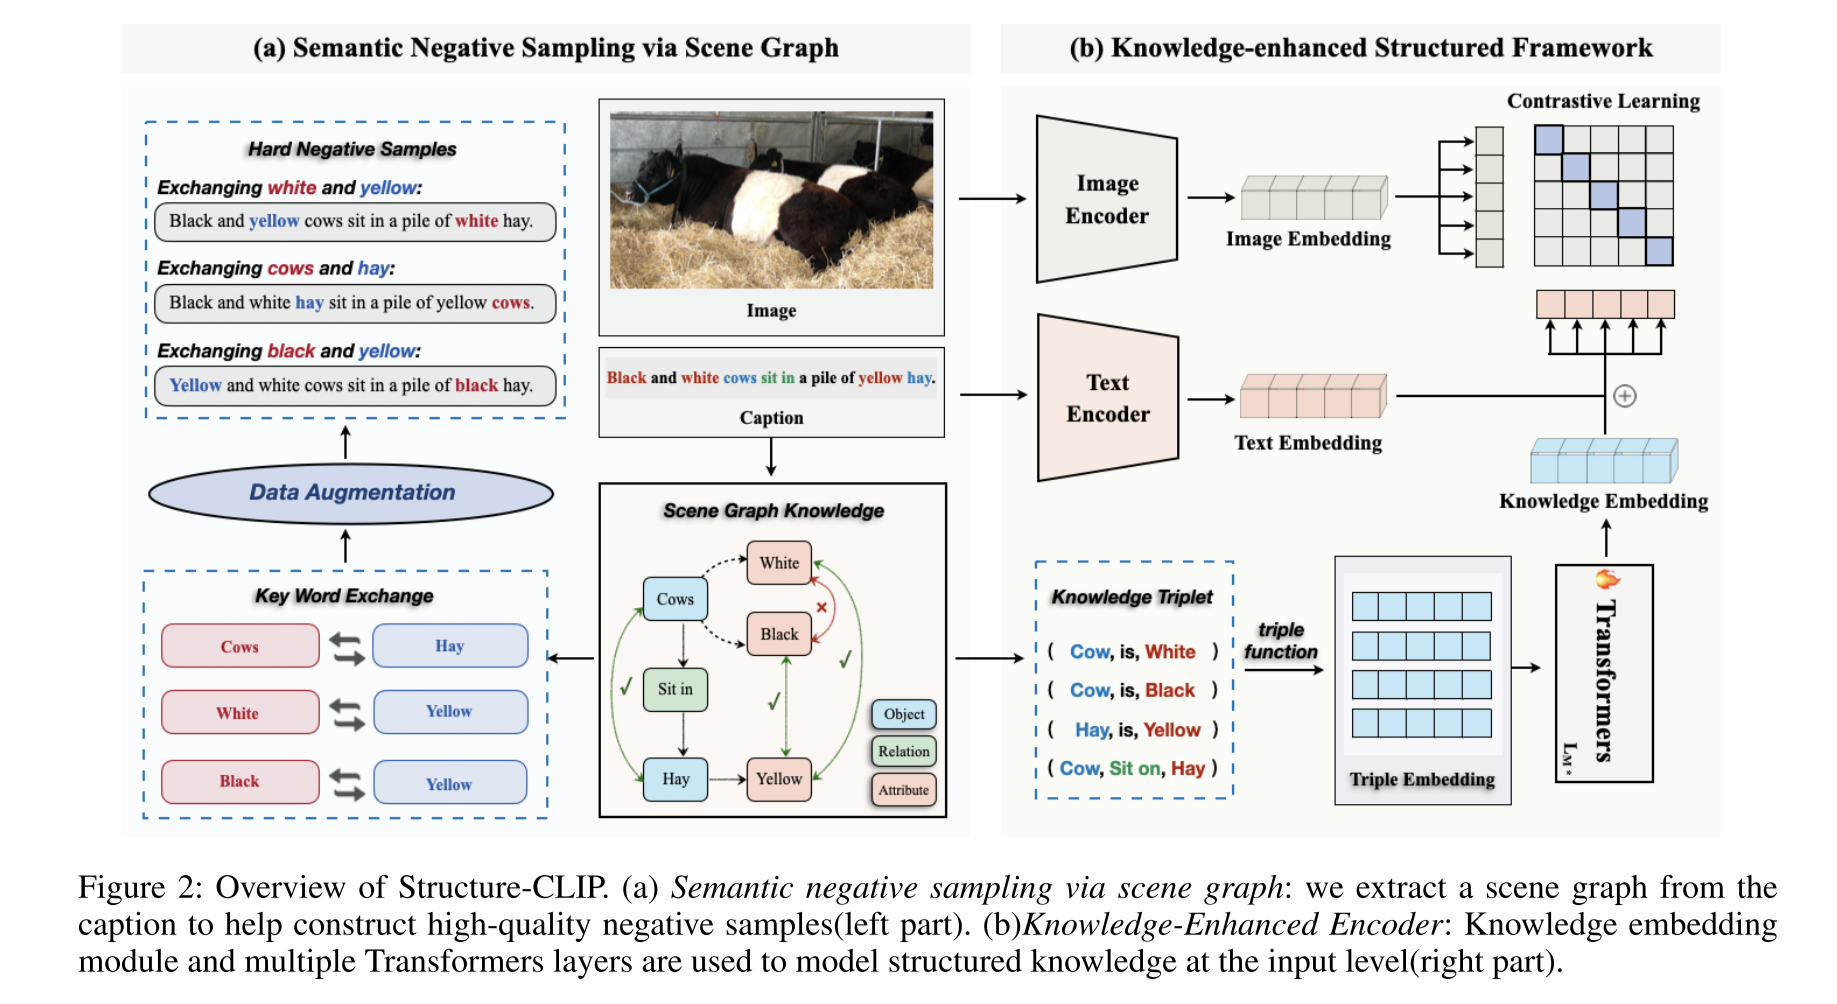 (a) Semantic Negative Sampling via Scene Graph
Hard Negative Samples
Exchanging white and yellow:
Black and yellow cows sit in a pile of white hay.
Exchanging cows and hay:
Black and white hay sit in a pile of yellow cows.
Exchanging black and yellow:
Yellow and white cows sit in a pile of black hay.
Data Augmentation
Key Word Exchange
Cows
Hay
White
Yellow
Black
Yellow
Image
Black and white cows sit in a pile of yellow hay.
Caption
Scene Graph Knowledge
White
Cows
Black
Sit in
Hay
Yellow
Object
Relation
Attribute
(b) Knowledge-enhanced Structured Framework
Contrastive Learning
Image
Encoder
Image Embedding
Text
Encoder
Text Embedding
Knowledge Embedding
Knowledge Triplet
( Cow, is, White )
( Cow, is, Black )
( Hay, is, Yellow )
( Cow, Sit on, Hay )
triple
function
Triple Embedding
Transformers
LM*
Figure 2: Overview of Structure-CLIP. (a) Semantic negative sampling via scene graph: we extract a scene graph from the
caption to help construct high-quality negative samples(left part). (b)Knowledge-Enhanced Encoder: Knowledge embedding
module and multiple Transformers layers are used to model structured knowledge at the input level(right part).